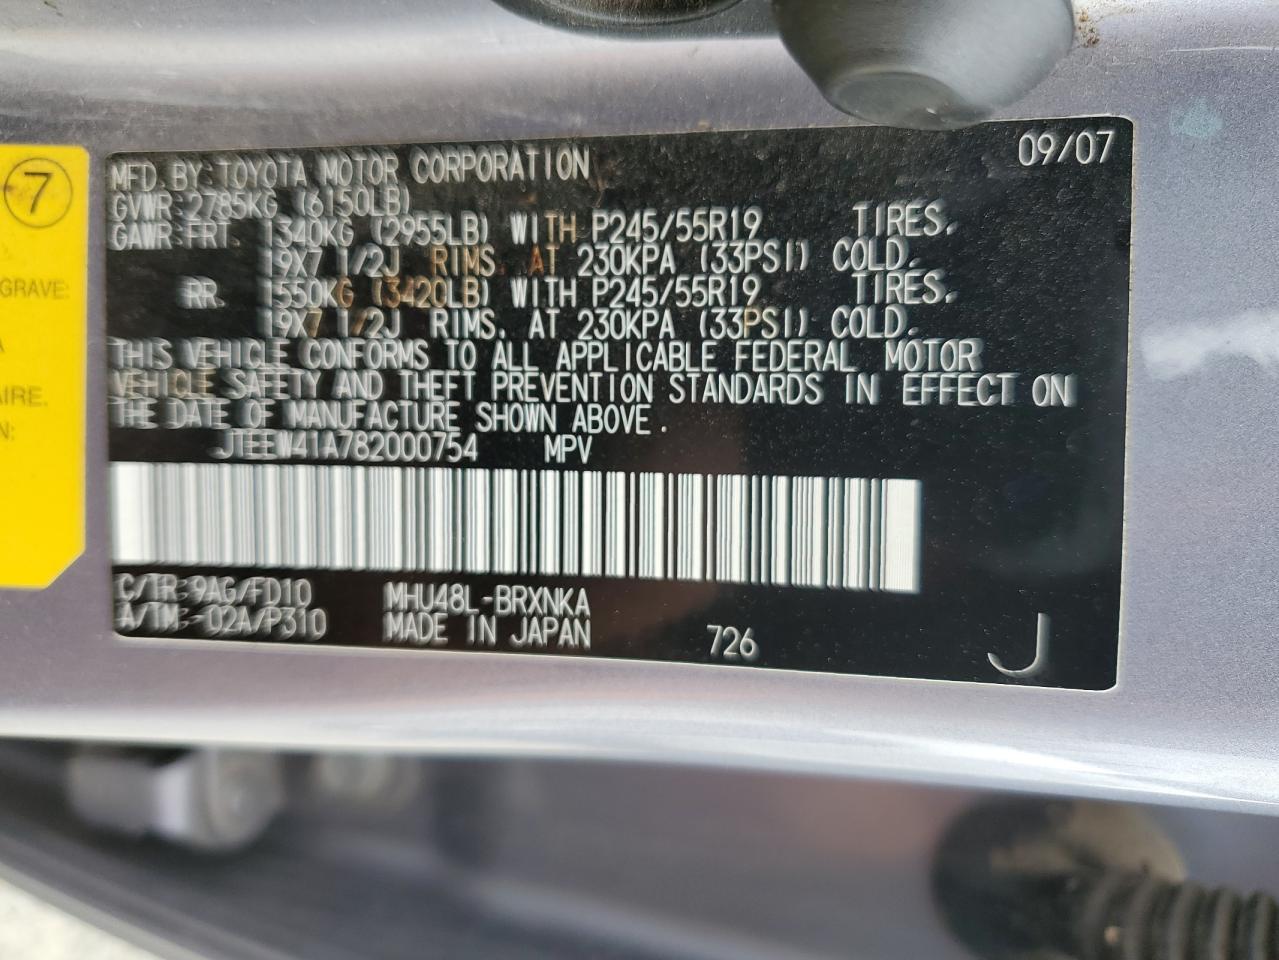 7
GRAVE:
A
AIRE.
N:
09/07
MFD. BY: TOYOTA MOTOR CORPORATION
GVWR: 2785KG (6150LB)
GAWR: FRT. 1340KG (2955LB) WITH P245/55R19 TIRES.
19X7 1/2J RIMS. AT 230KPA (33PSI) COLD.
RR. 1550KG (3420LB) WITH P245/55R19 TIRES.
19X7 1/2J RIMS. AT 230KPA (33PSI) COLD.
THIS VEHICLE CONFORMS TO ALL APPLICABLE FEDERAL MOTOR
VEHICLE SAFETY AND THEFT PREVENTION STANDARDS IN EFFECT ON
THE DATE OF MANUFACTURE SHOWN ABOVE.
JTEEW41A782000754 MPV
C/TR: 9AG/FD10 MHU48L-BRXNKA
A/TM: -02A/P310 MADE IN JAPAN 726 J